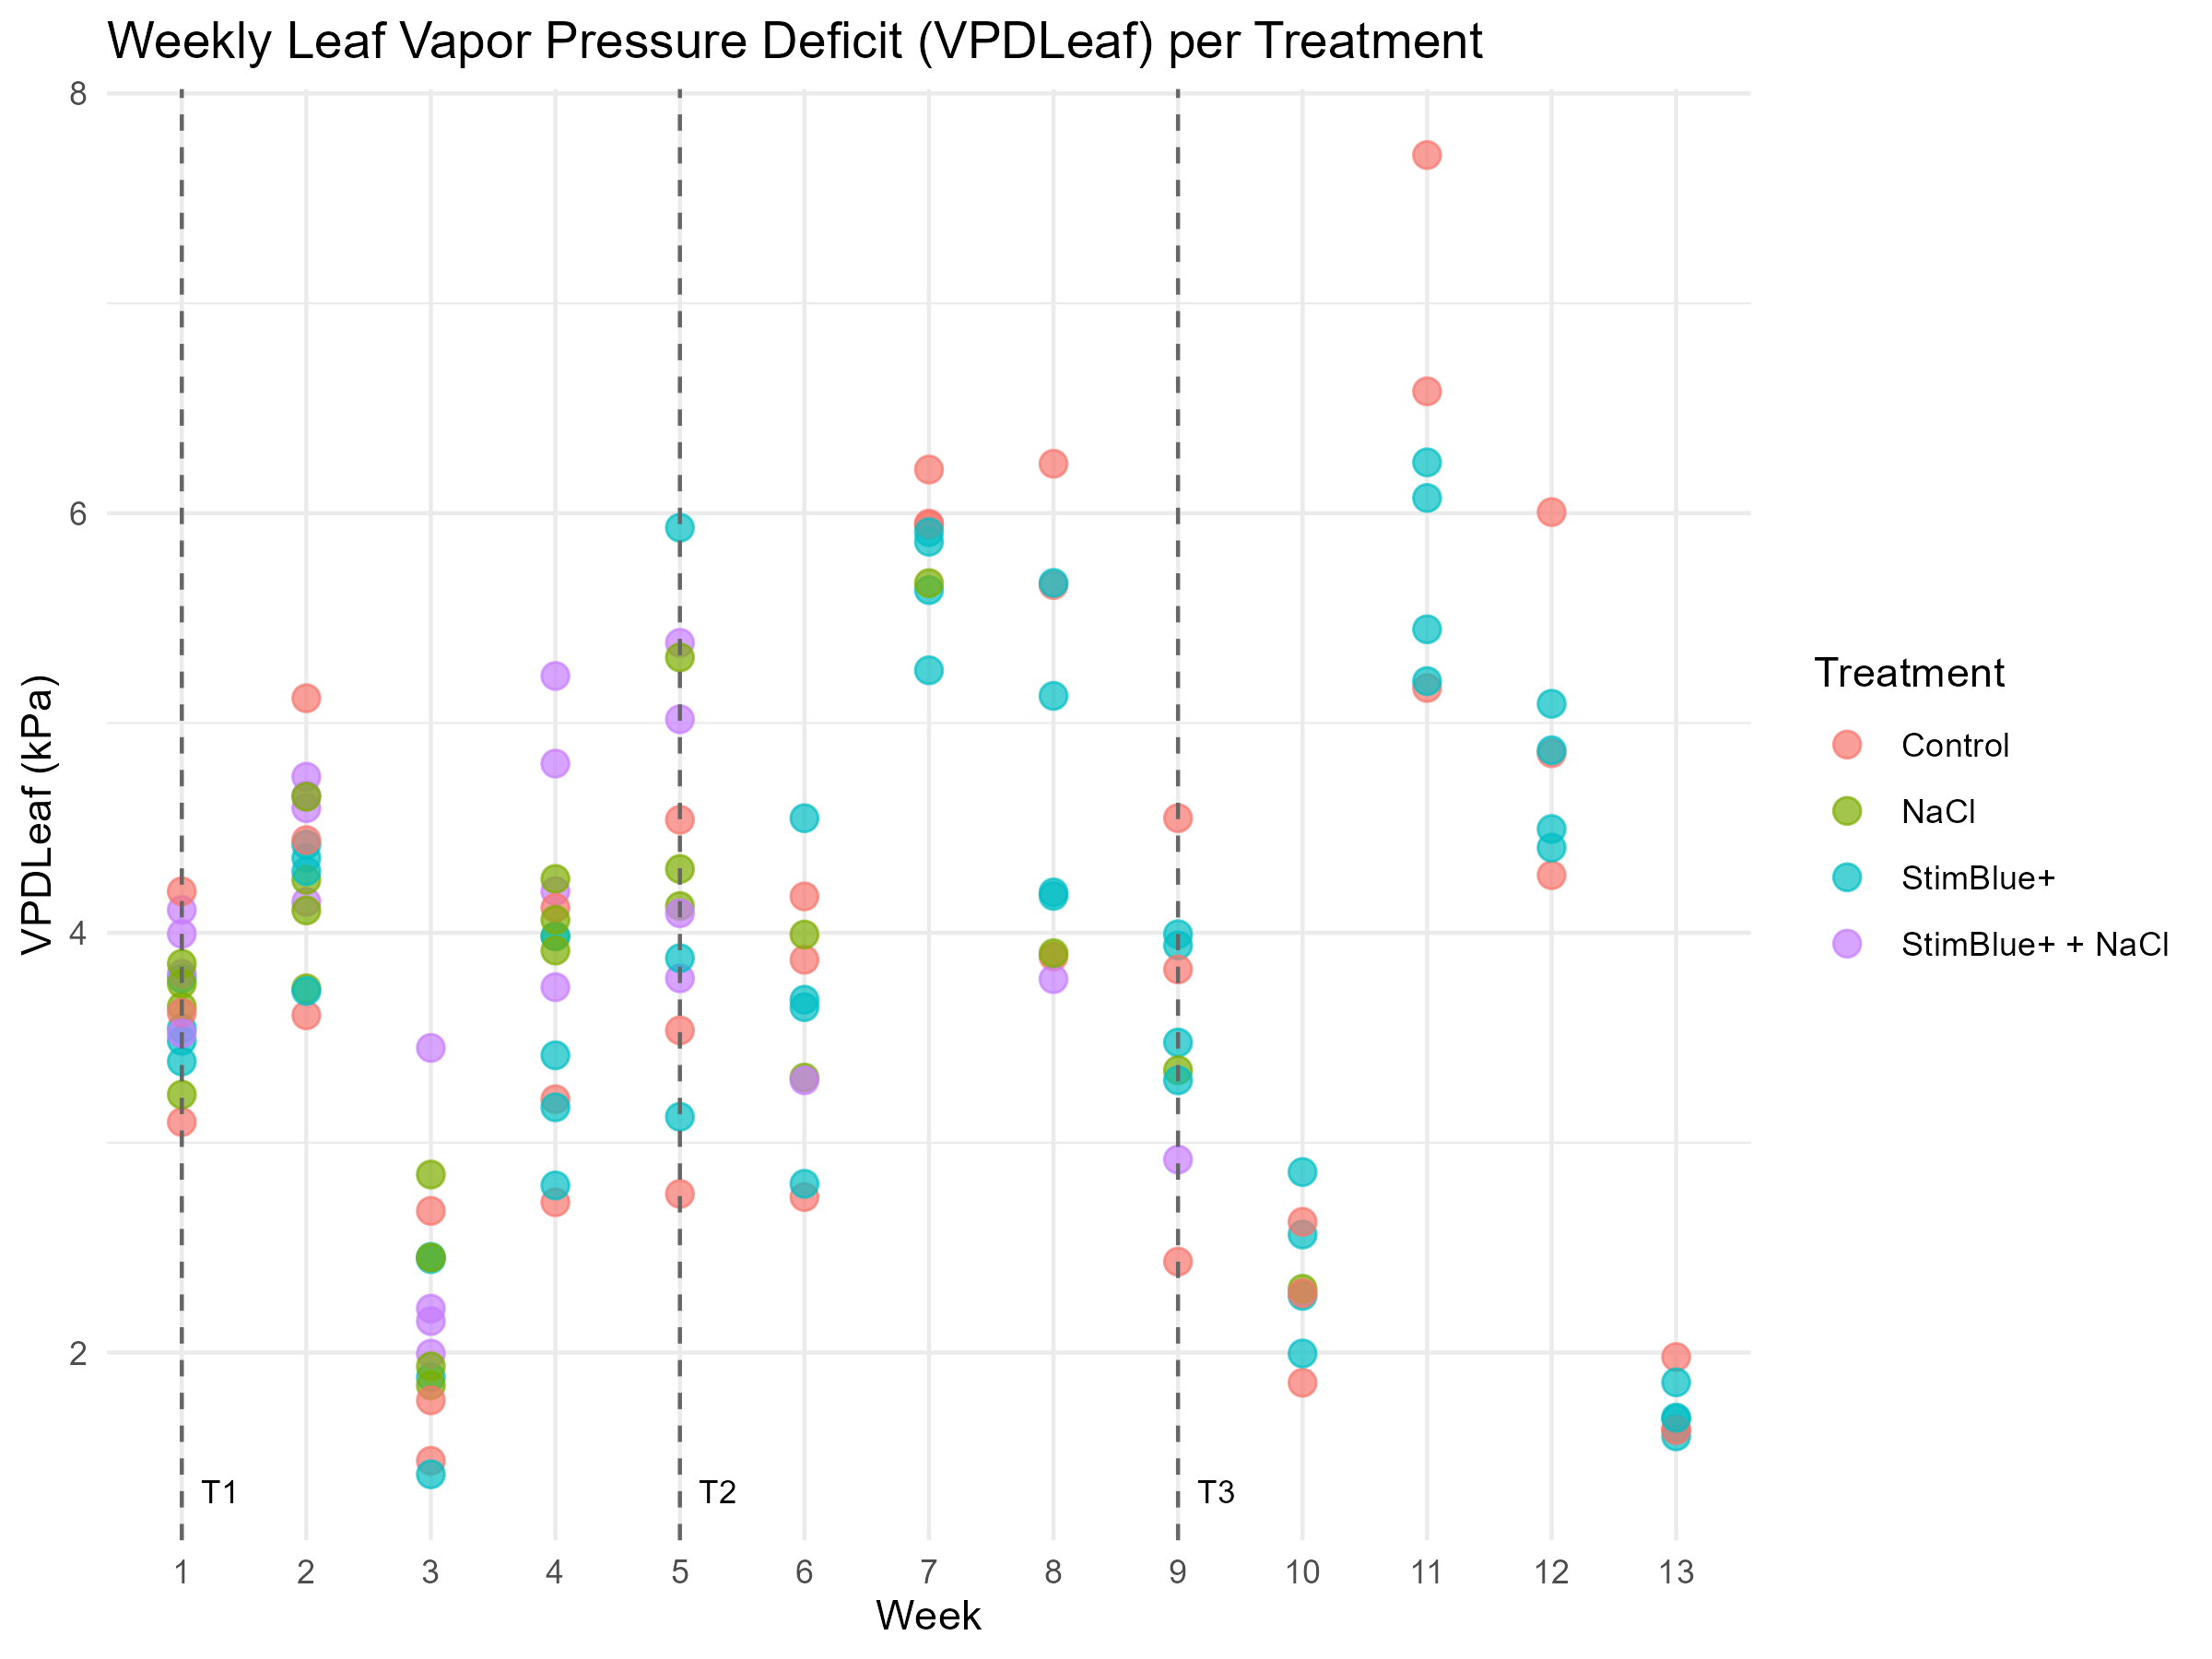 Weekly Leaf Vapor Pressure Deficit (VPDLeaf) per Treatment
8
6
4
2
VPDLeaf (kPa)
T1
T2
T3
1 2 3 4 5 6 7 8 9 10 11 12 13
Week
Treatment
Control
NaCl
StimBlue+
StimBlue+ + NaCl